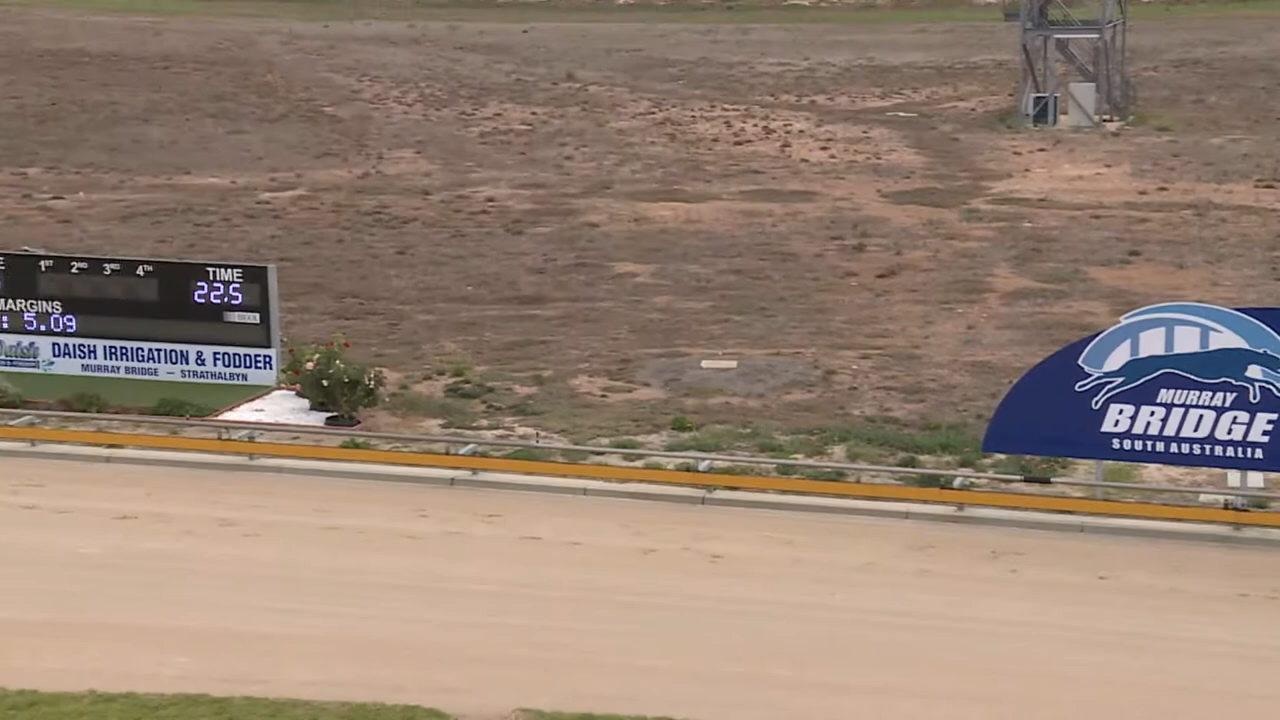 1ST 2ND 3RD 4TH
TIME
22.5
MARGINS
: 5.09
Daish
DAISH IRRIGATION & FODDER
MURRAY BRIDGE – STRATHALBYN
MURRAY
BRIDGE
SOUTH AUSTRALIA